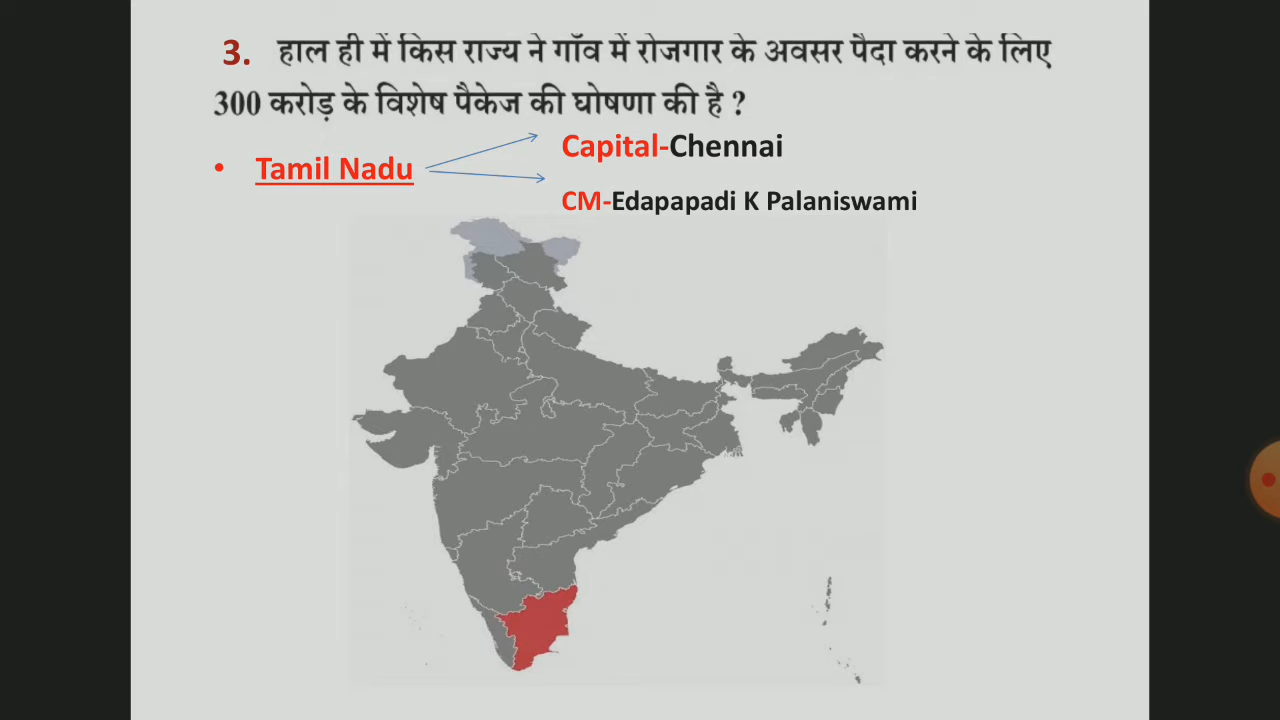 3. हाल ही में किस राज्य ने गॉव में रोजगार के अवसर पैदा करने के लिए
300 करोड़ के विशेष पैकेज की घोषणा की है ?
• Tamil Nadu
Capital-Chennai
CM-Edapapadi K Palaniswami